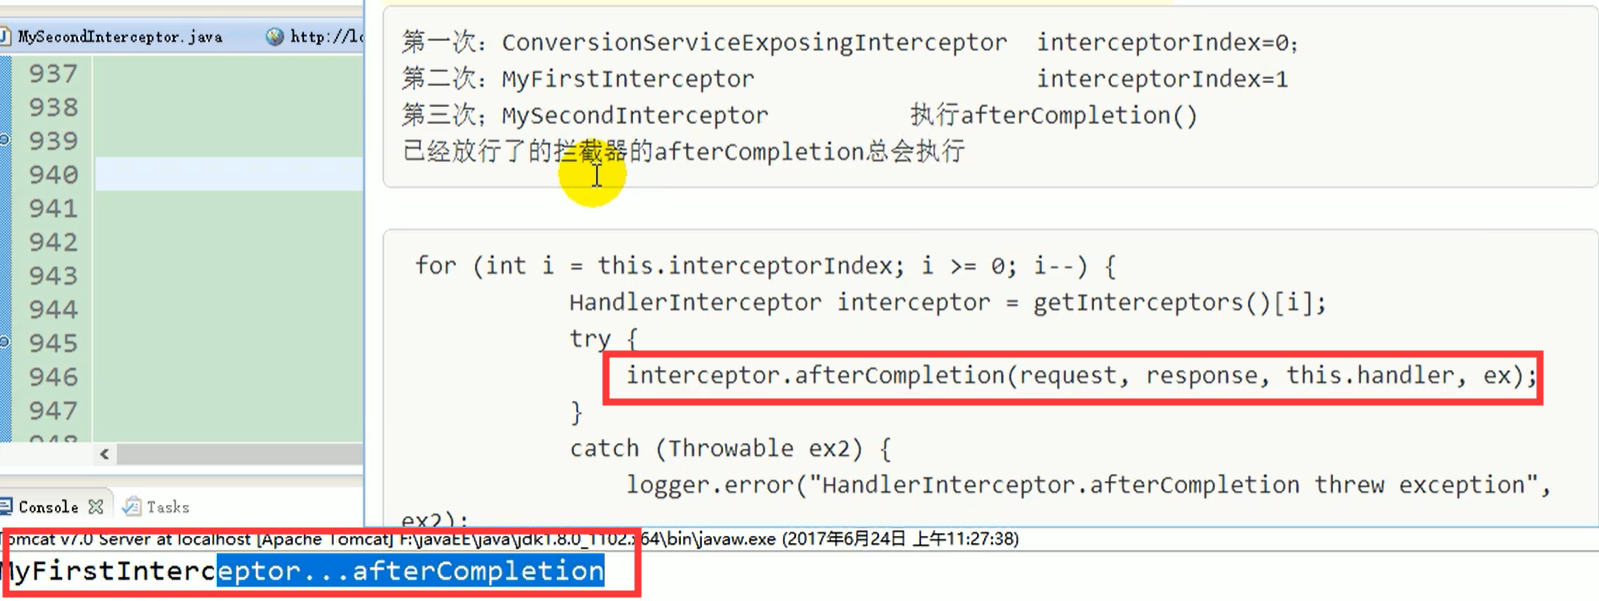 MySecondInterceptor.java
http://lo
937
938
939
940
941
942
943
944
945
946
947
第一次：ConversionServiceExposingInterceptor interceptorIndex=0；
第二次：MyFirstInterceptor interceptorIndex=1
第三次；MySecondInterceptor 执行afterCompletion()
已经放行了的拦截器的afterCompletion总会执行
for (int i = this.interceptorIndex; i >= 0; i--) {
HandlerInterceptor interceptor = getInterceptors()[i];
try {
interceptor.afterCompletion(request, response, this.handler, ex);
}
catch (Throwable ex2) {
logger.error("HandlerInterceptor.afterCompletion threw exception",
ex2);
Console
Tasks
Tomcat v7.0 Server at localhost [Apache Tomcat] F:\javaEE\java\jdk1.8.0_1102.x64\bin\javaw.exe (2017年6月24日 上午11:27:38)
MyFirstInterceptor...afterCompletion